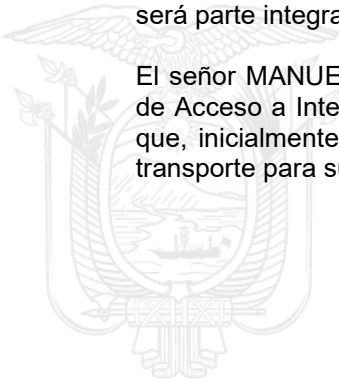 será parte integra
El señor MANUE
de Acceso a Inte
que, inicialmente
transporte para su